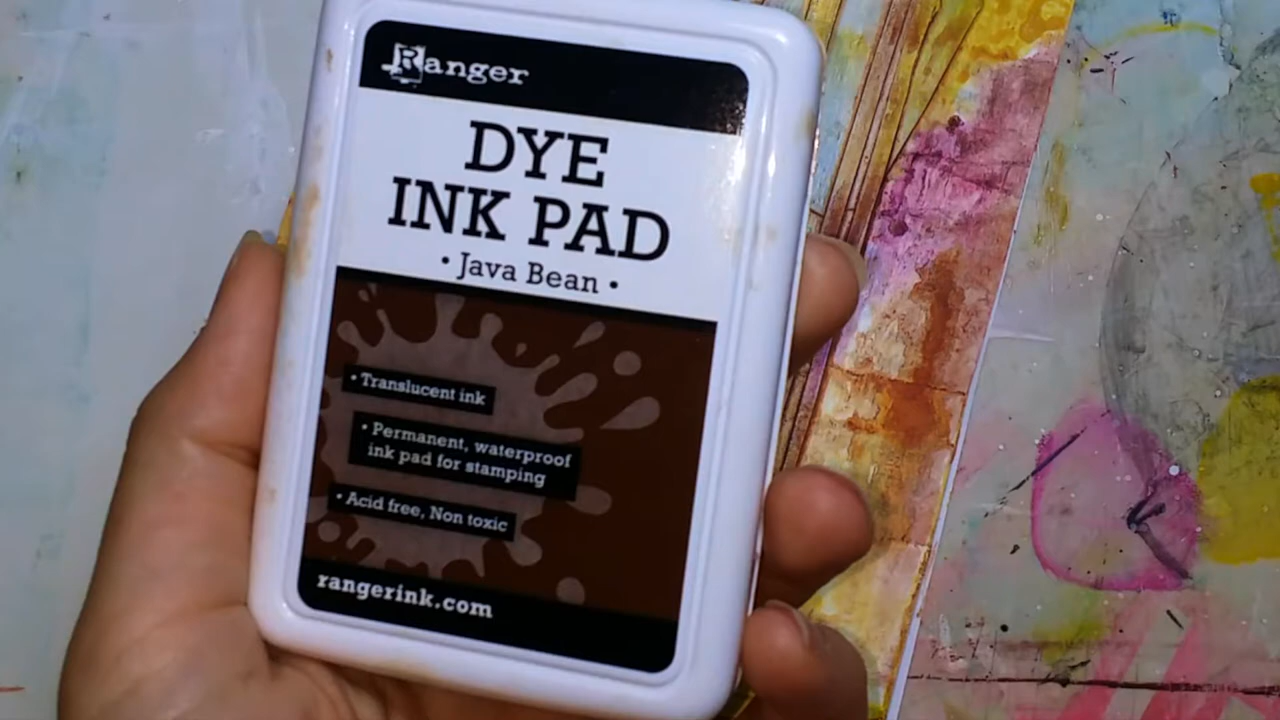 Ranger
DYE
INK PAD
• Java Bean •
• Translucent ink
• Permanent, waterproof
ink pad for stamping
• Acid free, Non toxic
rangerink.com